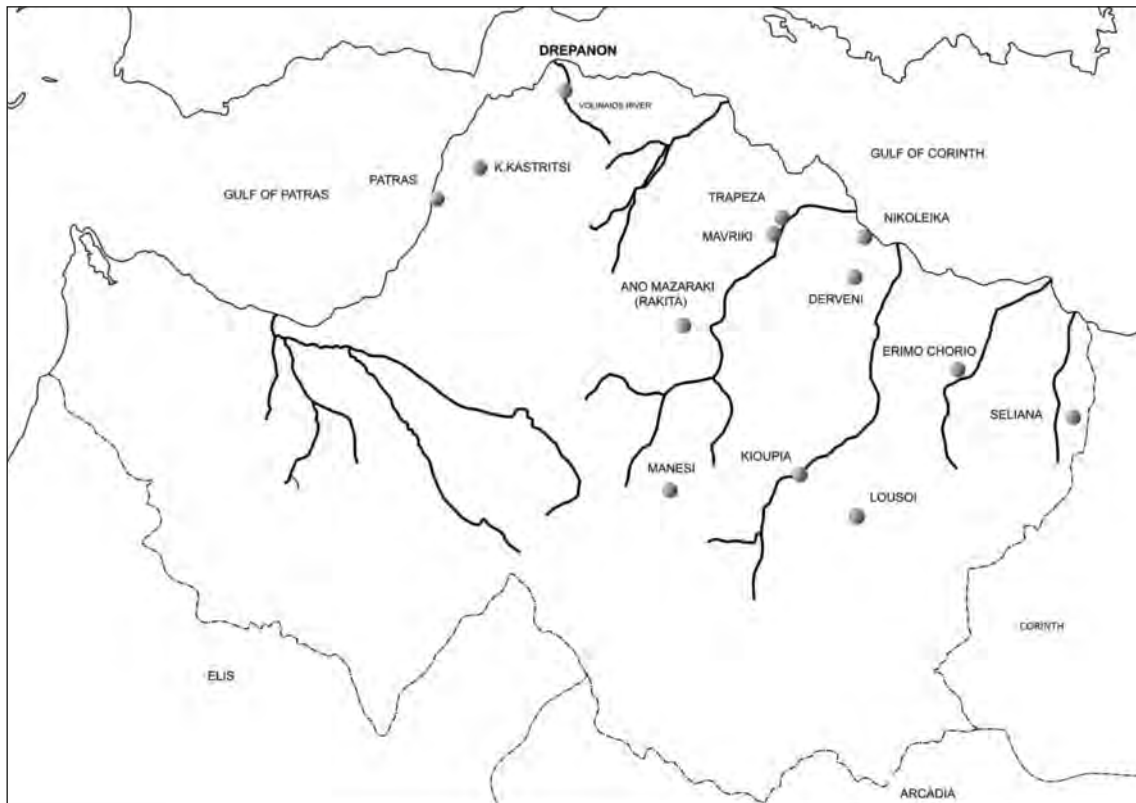 DREPANON
VOLINAIOS RIVER
GULF OF CORINTH
K.KASTRITSI
PATRAS
GULF OF PATRAS
TRAPEZA
NIKOLEIKA
MAVRIKI
ANO MAZARAKI
(RAKITA)
DERVENI
ERIMO CHORIO
SELIANA
KIOUPIA
MANESI
LOUSOI
CORINTH
ELIS
ARCADIA